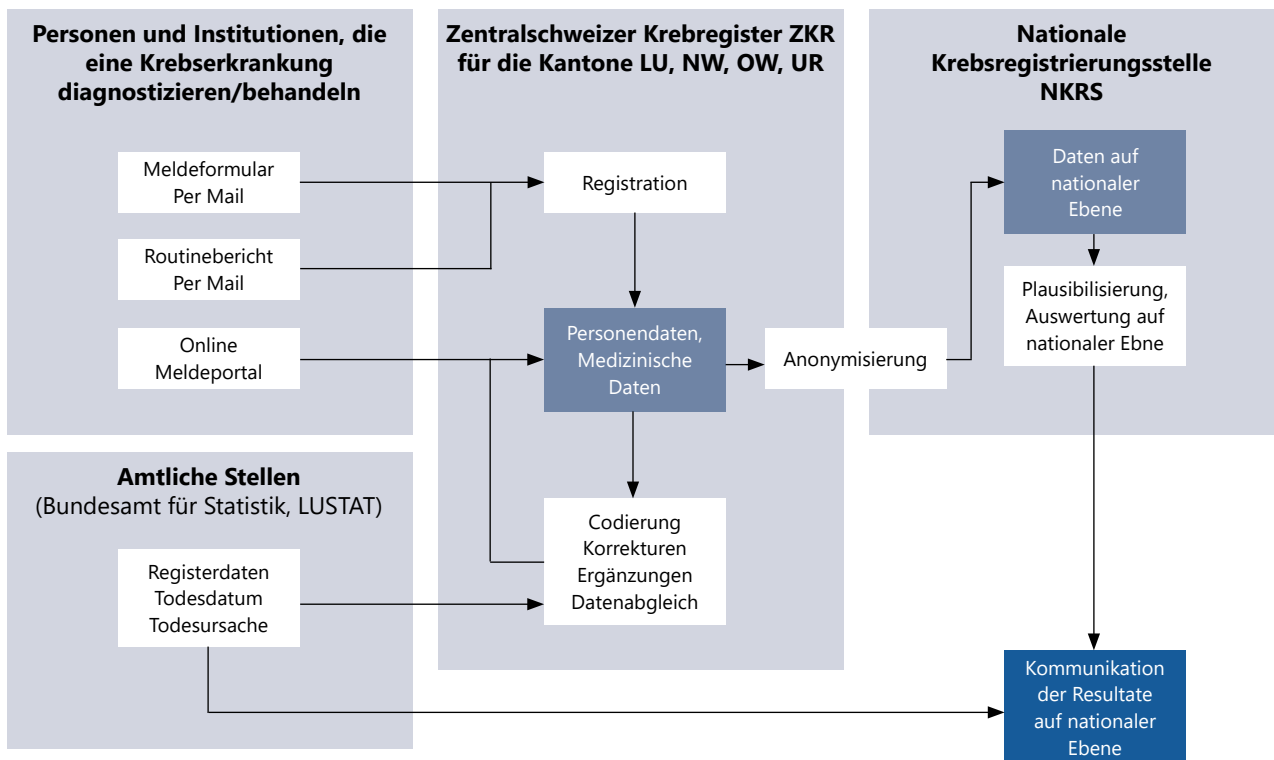 Personen und Institutionen, die
eine Krebserkrankung
diagnostizieren/behandeln
Meldeformular
Per Mail
Routinebericht
Per Mail
Online
Meldeportal
Amtliche Stellen
(Bundesamt für Statistik, LUSTAT)
Registerdaten
Todesdatum
Todesursache
Zentralschweizer Krebregister ZKR
für die Kantone LU, NW, OW, UR
Registration
Personendaten,
Medizinische
Daten
Anonymisierung
Codierung
Korrekturen
Ergänzungen
Datenabgleich
Nationale
Krebsregistrierungsstelle
NKRS
Daten auf
nationaler
Ebene
Plausibilisierung,
Auswertung auf
nationaler Ebne
Kommunikation
der Resultate
auf nationaler
Ebene